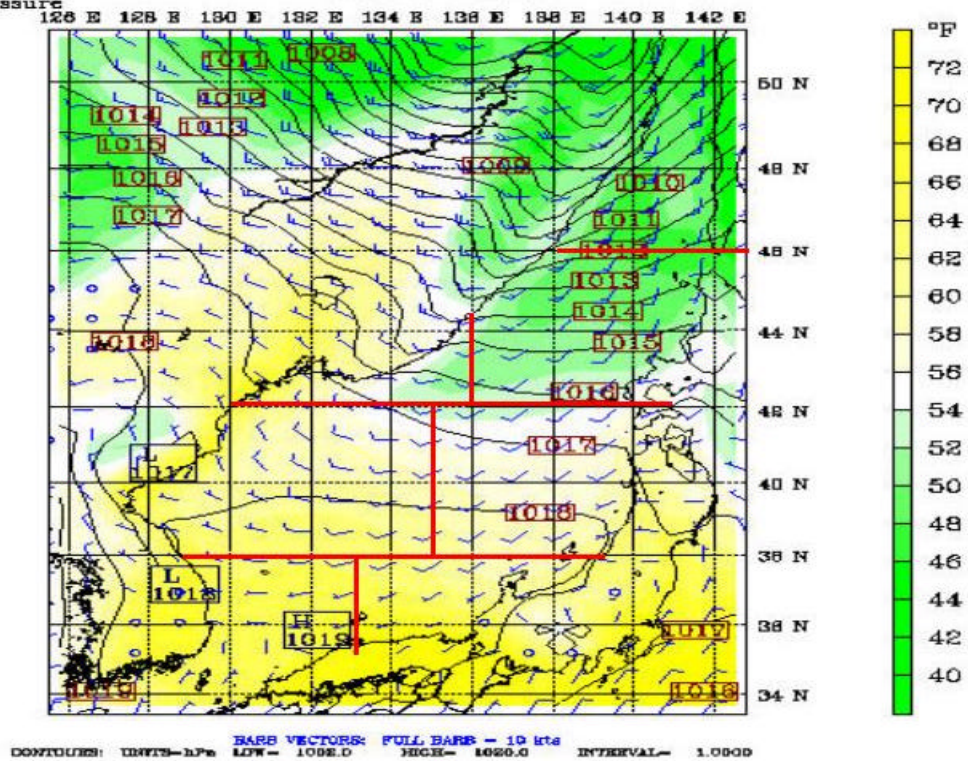 ssure
126 E 128 E 130 E 132 E 134 E 136 E 138 E 140 E 142 E
°F
1011 1008
72
50 N
1012
70
1014 1013
68
1015
1009 48 N
1016 1010
66
1017 1011
64
1012 46 N
62
1013
60
1014
1018 1015 44 N
58
56
1016
42 N
54
1017
52
L
1017
40 N
50
1018
48
38 N
46
L
1018
44
H
1019
36 N
1017
42
40
1019 1016 34 N
BARB VECTORS: FULL BARB = 10 kts
CONTOURS: UNITS=hPa LOW= HIGH= 1020.0 INTERVAL= 1.0000